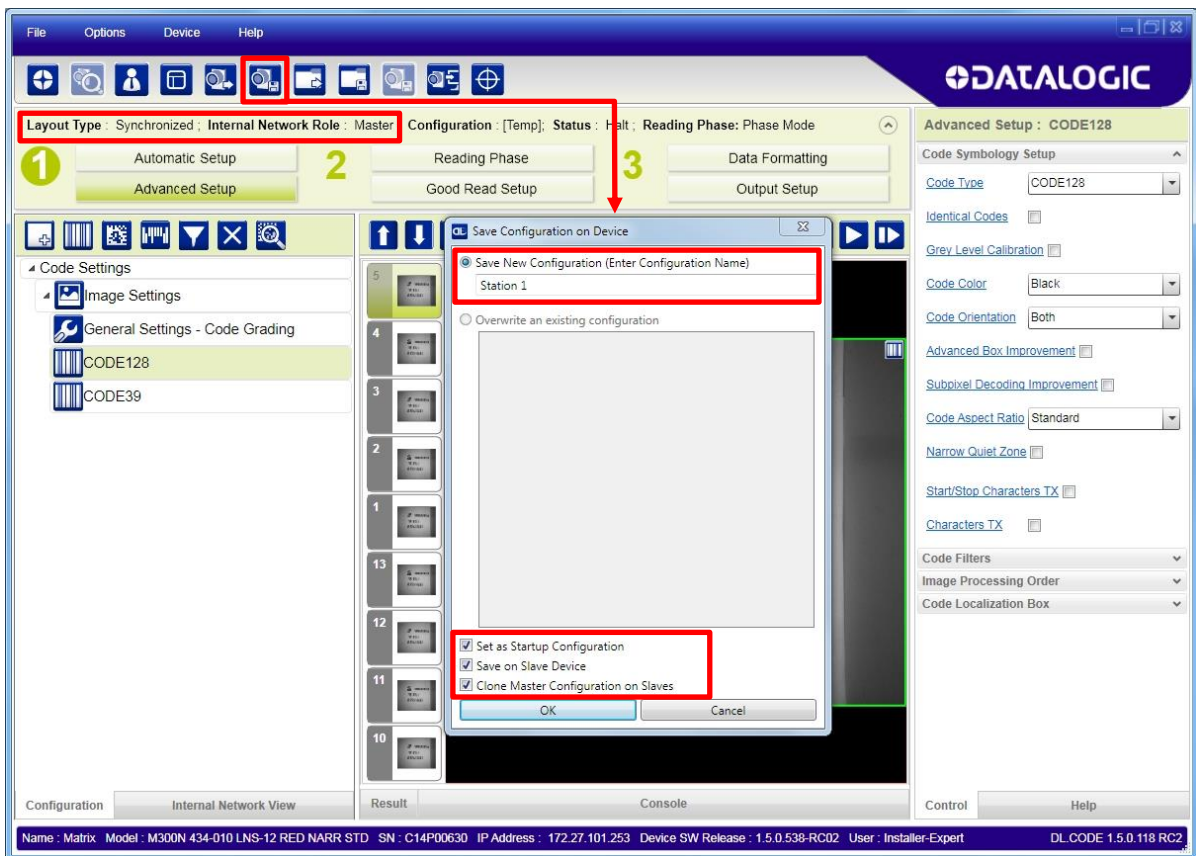 File Options Device Help
DATALOGIC
Layout Type : Synchronized ; Internal Network Role : Master Configuration : [Temp]; Status : Halt ; Reading Phase: Phase Mode
1 Automatic Setup 2 Reading Phase 3 Data Formatting
Advanced Setup Good Read Setup Output Setup
Code Settings
Image Settings
General Settings - Code Grading
CODE128
CODE39
5
4
3
2
1
13
12
11
10
Save Configuration on Device
Save New Configuration (Enter Configuration Name)
Station 1
Overwrite an existing configuration
Set as Startup Configuration
Save on Slave Device
Clone Master Configuration on Slaves
OK Cancel
Advanced Setup : CODE128
Code Symbology Setup
Code Type CODE128
Identical Codes
Grey Level Calibration
Code Color Black
Code Orientation Both
Advanced Box Improvement
Subpixel Decoding Improvement
Code Aspect Ratio Standard
Narrow Quiet Zone
Start/Stop Characters TX
Characters TX
Code Filters
Image Processing Order
Code Localization Box
Configuration Internal Network View Result Console Control Help
Name : Matrix Model : M300N 434-010 LNS-12 RED NARR STD SN : C14P00630 IP Address : 172.27.101.253 Device SW Release : 1.5.0.538-RC02 User : Installer-Expert DL.CODE 1.5.0.118 RC2